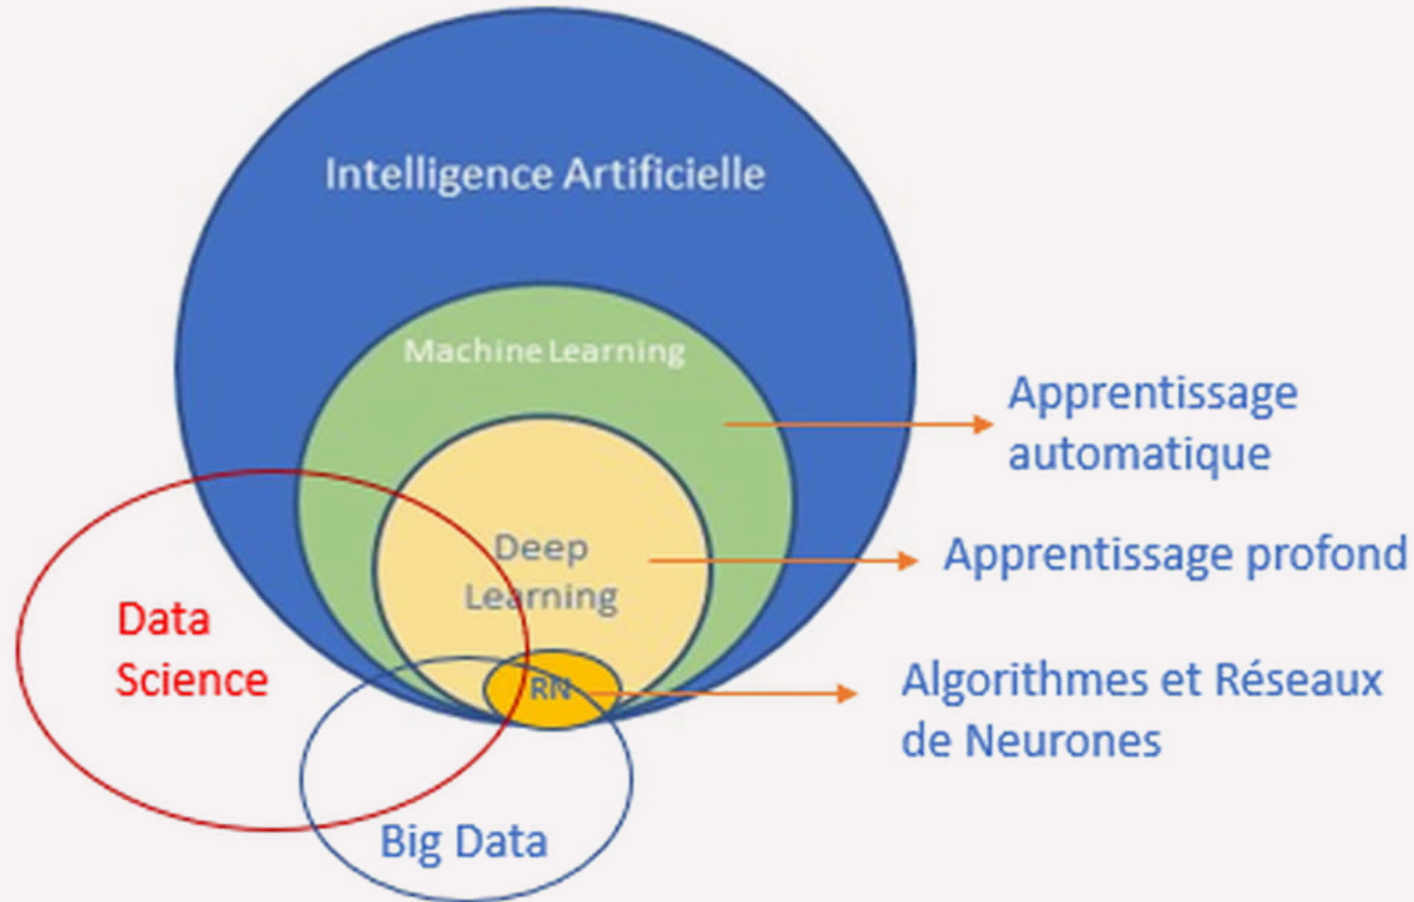 Intelligence Artificielle
Machine Learning
Apprentissage
automatique
Deep
Learning
Apprentissage profond
Data
Science
RN
Algorithmes et Réseaux
de Neurones
Big Data